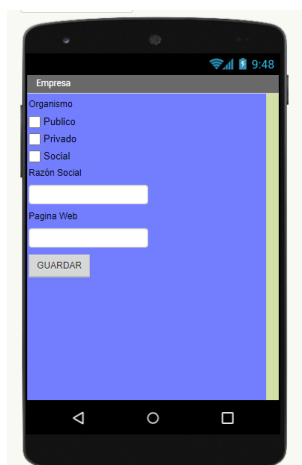 9:48
Empresa
Organismo
Publico
Privado
Social
Razón Social
Pagina Web
GUARDAR